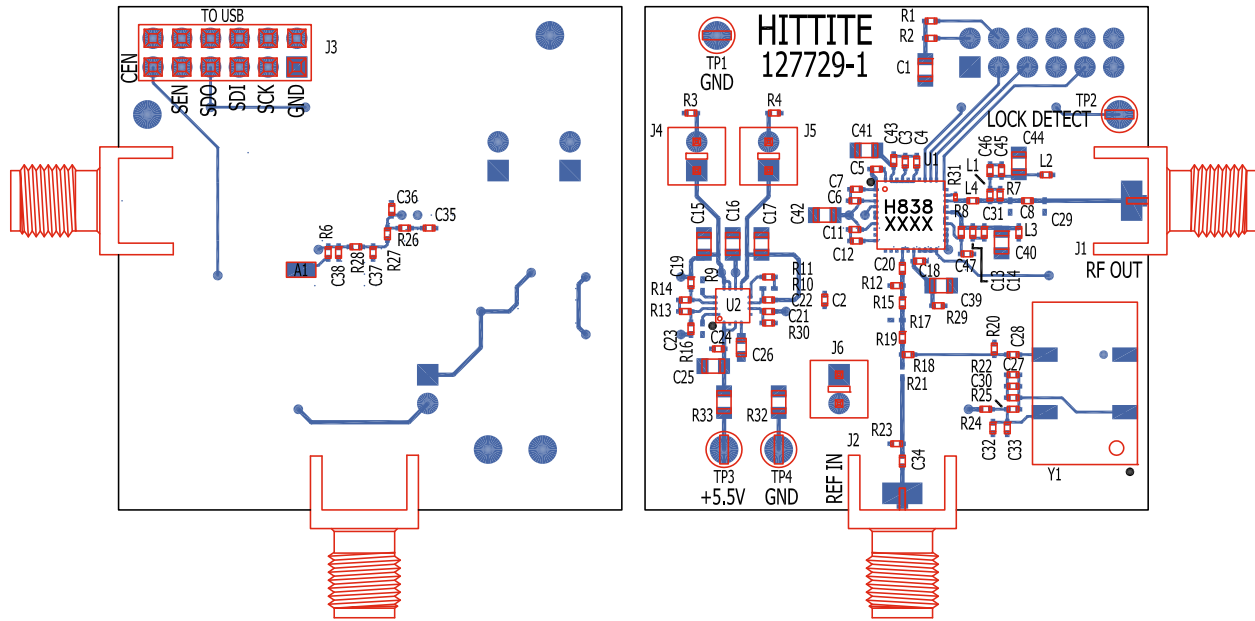 TO USB
J3
CEN
SEN
SDO
SDI
SCK
GND
C36
C35
R6
R26
R27
R28
C38
C37
A1
HITTITE
127729-1
TP1
GND
R1
R2
C1
TP2
LOCK DETECT
R3
R4
J4
J5
C41
C43
C3
C4
U1
C5
C7
C6
C42
C11
C12
H838
XXXX
R31
L1
C46
C45
C44
L2
L4
R7
R8
C31
C8
C29
L3
C40
C47
C13
C14
J1
RF OUT
C15
C16
C17
C19
R9
R11
R10
R14
R13
U2
C22
C21
R30
C23
R16
C24
C25
C26
C2
C20
C18
R12
R15
C39
R29
R17
R19
R18
R21
R20
C28
R22
C27
C30
R25
R24
C32
C33
Y1
J6
R33
R32
TP3
+5.5V
TP4
GND
J2
REF IN
R23
C34